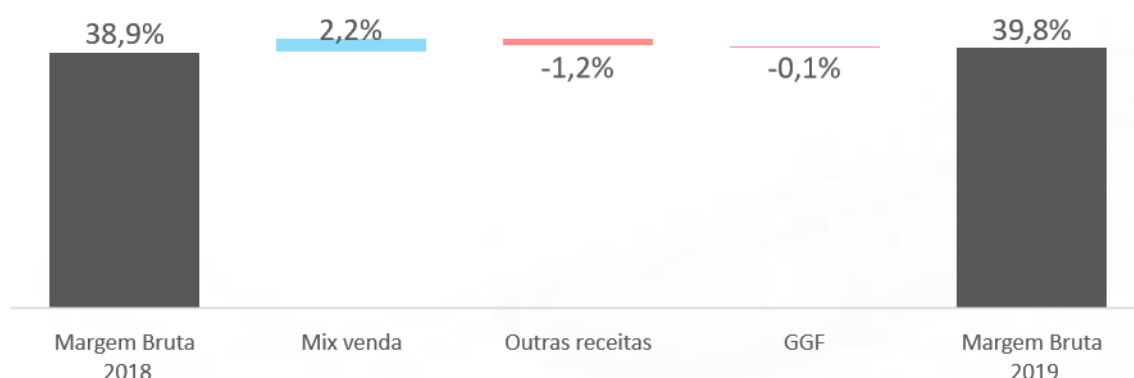 38,9%
2,2%
-1,2%
-0,1%
39,8%
Margem Bruta
2018
Mix venda
Outras receitas
GGF
Margem Bruta
2019